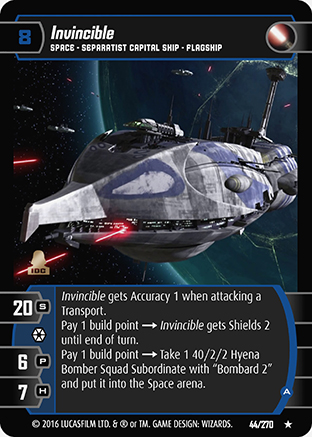 8
Invincible
SPACE - SEPARATIST CAPITAL SHIP - FLAGSHIP
IDC
20 S
6 P
7 H
Invincible gets Accuracy 1 when attacking a
Transport.
Pay 1 build point → Invincible gets Shields 2
until end of turn.
Pay 1 build point → Take 1 40/2/2 Hyena
Bomber Squad Subordinate with "Bombard 2"
and put it into the Space arena.
A
© 2016 LUCASFILM LTD. & ® OR TM. GAME DESIGN: WIZARDS.
44/270 ★